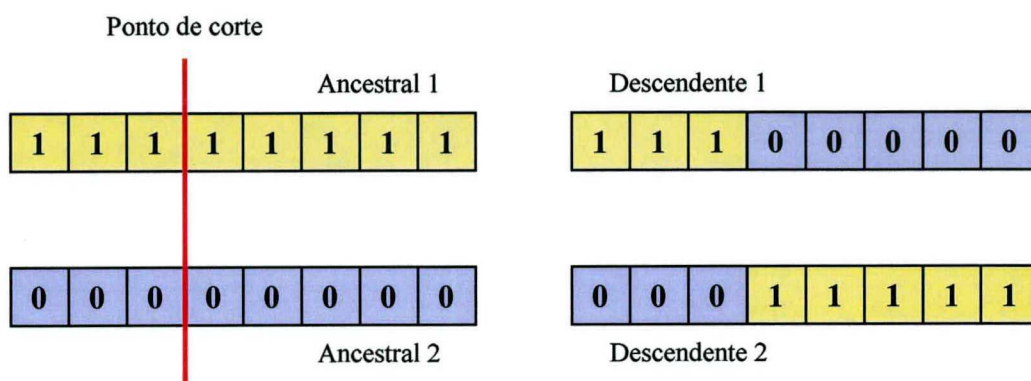 Ponto de corte
Ancestral 1
Descendente 1
1 1 1 1 1 1 1 1
1 1 1 0 0 0 0 0
0 0 0 0 0 0 0 0
0 0 0 1 1 1 1 1
Ancestral 2
Descendente 2